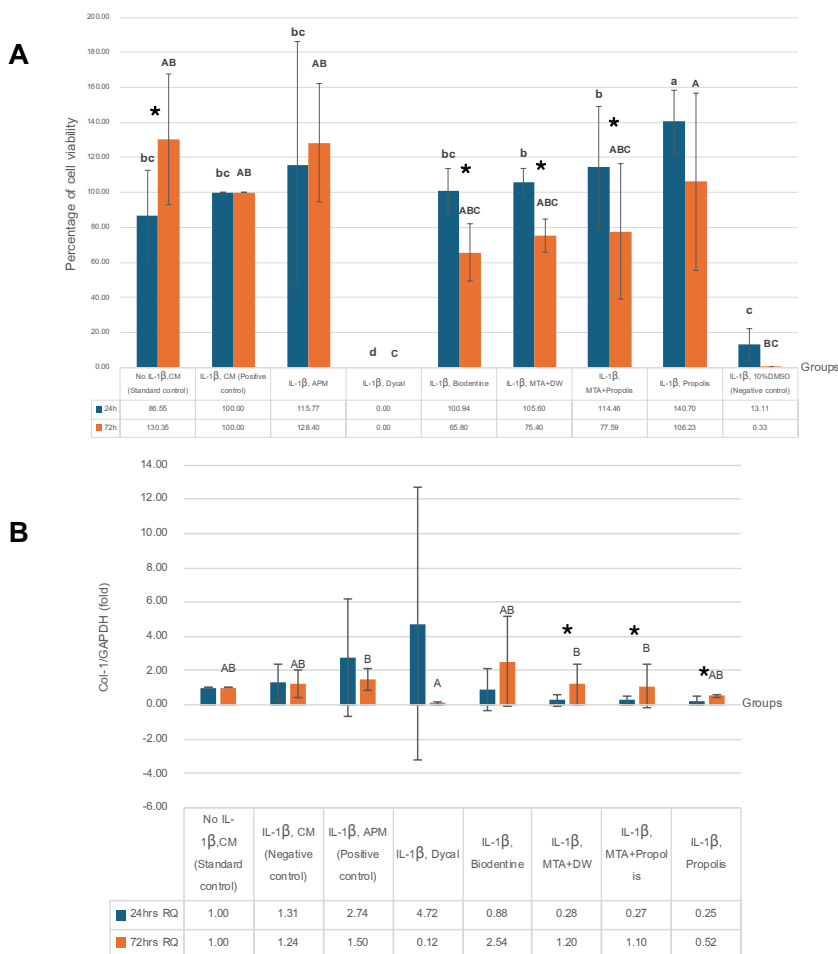 A
200.00
180.00
160.00
140.00
120.00
100.00
80.00
60.00
40.00
20.00
0.00
Percentage of cell viability
bc AB *
bc AB
bc AB
d C
bc * ABC
b * ABC
b * ABC
a A
c BC
Groups
No IL-1β,CM (Standard control)
IL-1β, CM (Positive control)
IL-1β, APM
IL-1β, Dycal
IL-1β, Biodentine
IL-1β, MTA+DW
IL-1β, MTA+Propolis
IL-1β, Propolis
IL-1β, 10%DMSO (Negative control)
24h 86.55 100.00 115.77 0.00 100.94 105.60 114.46 140.70 13.11
72h 130.35 100.00 128.40 0.00 65.80 75.40 77.59 106.23 0.33
B
14.00
12.00
10.00
8.00
6.00
4.00
2.00
0.00
-2.00
-4.00
-6.00
Col-1/GAPDH (fold)
AB
AB
B
A
AB
* B
* B
* AB
Groups
No IL-1β,CM (Standard control)
IL-1β, CM (Negative control)
IL-1β, APM (Positive control)
IL-1β, Dycal
IL-1β, Biodentine
IL-1β, MTA+DW
IL-1β, MTA+Propolis
IL-1β, Propolis
24hrs RQ 1.00 1.31 2.74 4.72 0.88 0.28 0.27 0.25
72hrs RQ 1.00 1.24 1.50 0.12 2.54 1.20 1.10 0.52